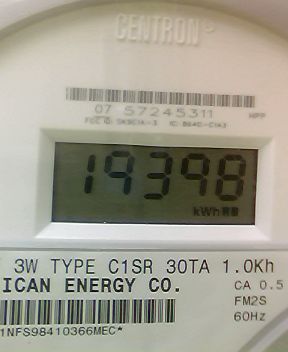 CENTRON®
07 57245311 HPP
19398
kWh
3W TYPE C1SR 30TA 1.0Kh
ICAN ENERGY CO. CA 0.5
FM2S
60Hz
1NFS98410366MEC*